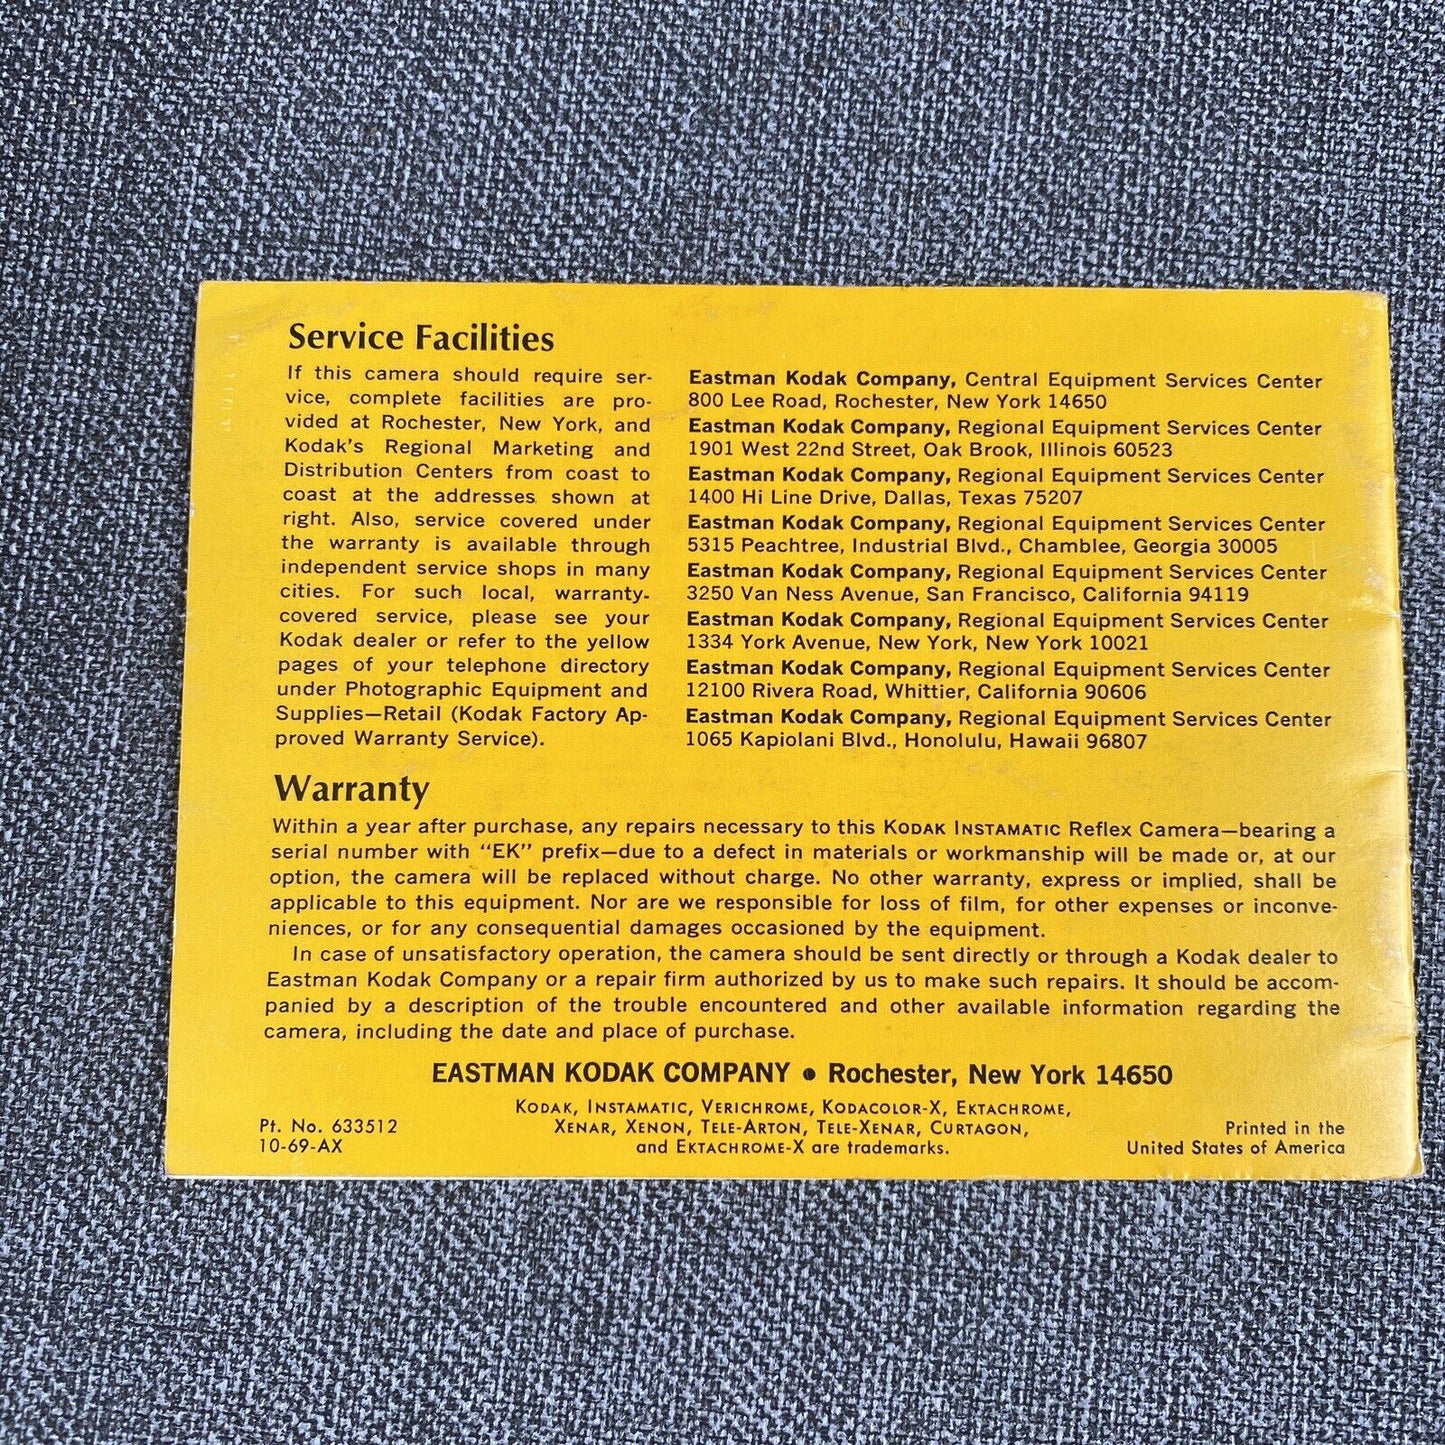 Service Facilities
If this camera should require ser-
vice, complete facilities are pro-
vided at Rochester, New York, and
Kodak's Regional Marketing and
Distribution Centers from coast to
coast at the addresses shown at
right. Also, service covered under
the warranty is available through
independent service shops in many
cities. For such local, warranty-
covered service, please see your
Kodak dealer or refer to the yellow
pages of your telephone directory
under Photographic Equipment and
Supplies—Retail (Kodak Factory Ap-
proved Warranty Service).
Eastman Kodak Company, Central Equipment Services Center
800 Lee Road, Rochester, New York 14650
Eastman Kodak Company, Regional Equipment Services Center
1901 West 22nd Street, Oak Brook, Illinois 60523
Eastman Kodak Company, Regional Equipment Services Center
1400 Hi Line Drive, Dallas, Texas 75207
Eastman Kodak Company, Regional Equipment Services Center
5315 Peachtree, Industrial Blvd., Chamblee, Georgia 30005
Eastman Kodak Company, Regional Equipment Services Center
3250 Van Ness Avenue, San Francisco, California 94119
Eastman Kodak Company, Regional Equipment Services Center
1334 York Avenue, New York, New York 10021
Eastman Kodak Company, Regional Equipment Services Center
12100 Rivera Road, Whittier, California 90606
Eastman Kodak Company, Regional Equipment Services Center
1065 Kapiolani Blvd., Honolulu, Hawaii 96807
Warranty
Within a year after purchase, any repairs necessary to this KODAK INSTAMATIC Reflex Camera—bearing a
serial number with "EK" prefix—due to a defect in materials or workmanship will be made or, at our
option, the camera will be replaced without charge. No other warranty, express or implied, shall be
applicable to this equipment. Nor are we responsible for loss of film, for other expenses or inconve-
niences, or for any consequential damages occasioned by the equipment.
In case of unsatisfactory operation, the camera should be sent directly or through a Kodak dealer to
Eastman Kodak Company or a repair firm authorized by us to make such repairs. It should be accom-
panied by a description of the trouble encountered and other available information regarding the
camera, including the date and place of purchase.
EASTMAN KODAK COMPANY • Rochester, New York 14650
KODAK, INSTAMATIC, VERICHROME, KODACOLOR-X, EKTACHROME,
XENAR, XENON, TELE-ARTON, TELE-XENAR, CURTAGON,
and EKTACHROME-X are trademarks.
Pt. No. 633512
10-69-AX
Printed in the
United States of America